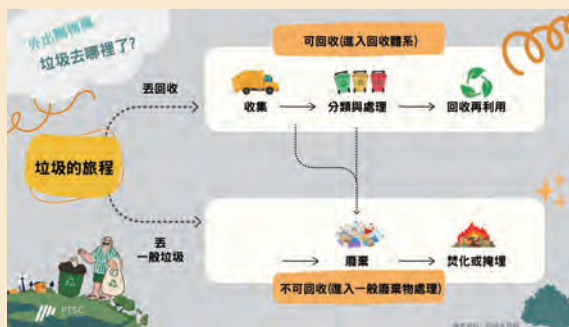 垃圾去哪裡了?
可回收(進入回收體系)
丟回收
收集
分類與處理
回收再利用
垃圾的旅程
丟
一般垃圾
廢棄
焚化或掩埋
不可回收(進入一般廢棄物處理)
RTSC